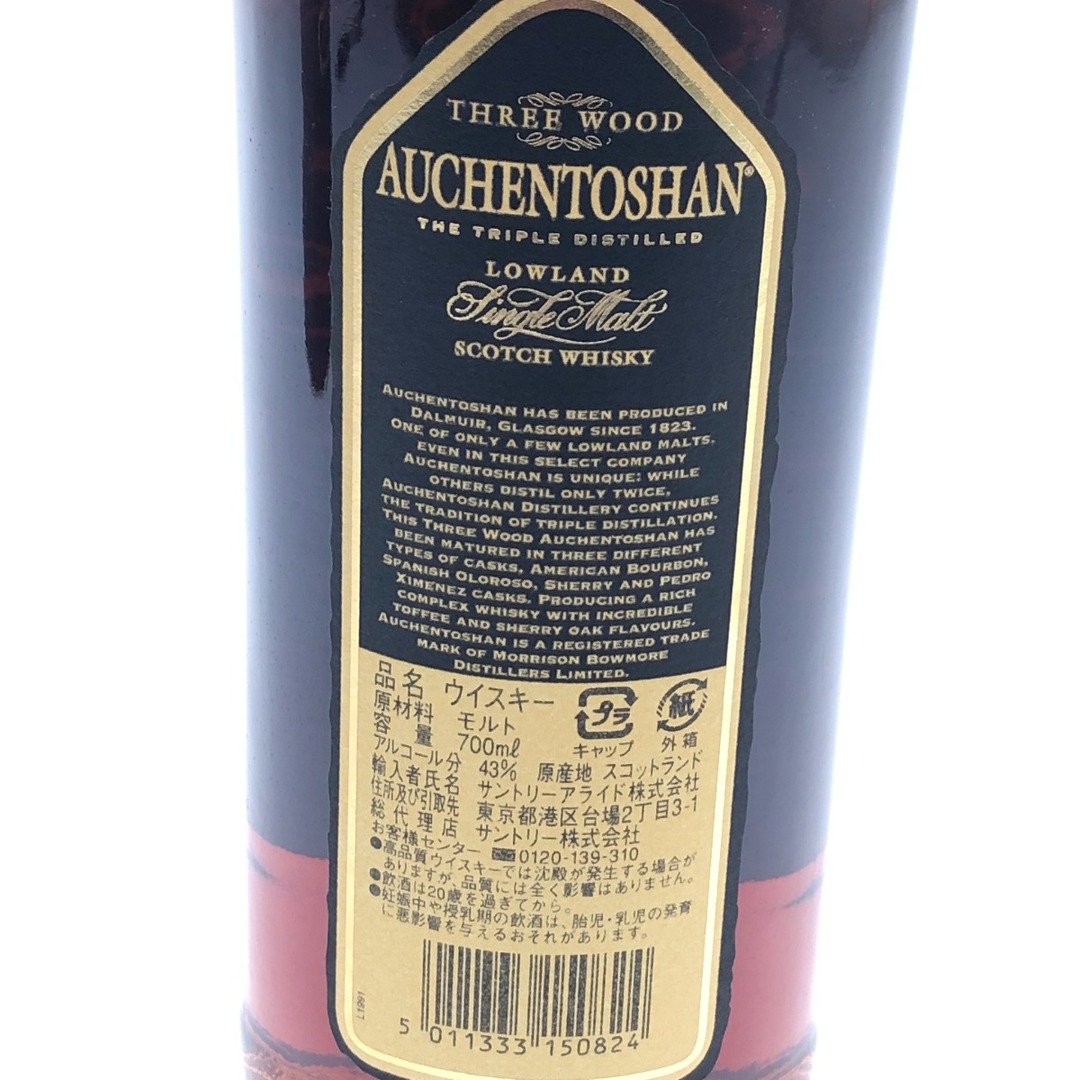 THREE WOOD
AUCHENTOSHAN®
THE TRIPLE DISTILLED
LOWLAND
Single Malt
SCOTCH WHISKY
AUCHENTOSHAN HAS BEEN PRODUCED IN
DALMUIR, GLASGOW SINCE 1823.
ONE OF ONLY A FEW LOWLAND MALTS.
EVEN IN THIS SELECT COMPANY
AUCHENTOSHAN IS UNIQUE: WHILE
OTHERS DISTIL ONLY TWICE,
AUCHENTOSHAN DISTILLERY CONTINUES
THE TRADITION OF TRIPLE DISTILLATION.
THIS THREE WOOD AUCHENTOSHAN HAS
BEEN MATURED IN THREE DIFFERENT
TYPES OF CASKS, AMERICAN BOURBON,
SPANISH OLOROSO, SHERRY AND PEDRO
XIMENEZ CASKS. PRODUCING A RICH
COMPLEX WHISKY WITH INCREDIBLE
TOFFEE AND SHERRY OAK FLAVOURS.
AUCHENTOSHAN IS A REGISTERED TRADE
MARK OF MORRISON BOWMORE
DISTILLERS LIMITED.
品名 ウイスキー
原材料 モルト
プラ 紙
容量 700ml
キャップ 外箱
アルコール分 43% 原産地 スコットランド
輸入者氏名 サントリーアライド株式会社
住所及び引取先 東京都港区台場2丁目3-1
総代理店 サントリー株式会社
お客様センター 0120-139-310
●高品質ウイスキーでは沈殿が発生する場合が
ありますが、品質には全く影響はありません。
●飲酒は20歳を過ぎてから。
●妊娠中や授乳期の飲酒は、胎児・乳児の発育
に悪影響を与えるおそれがあります。
5 011333 150824